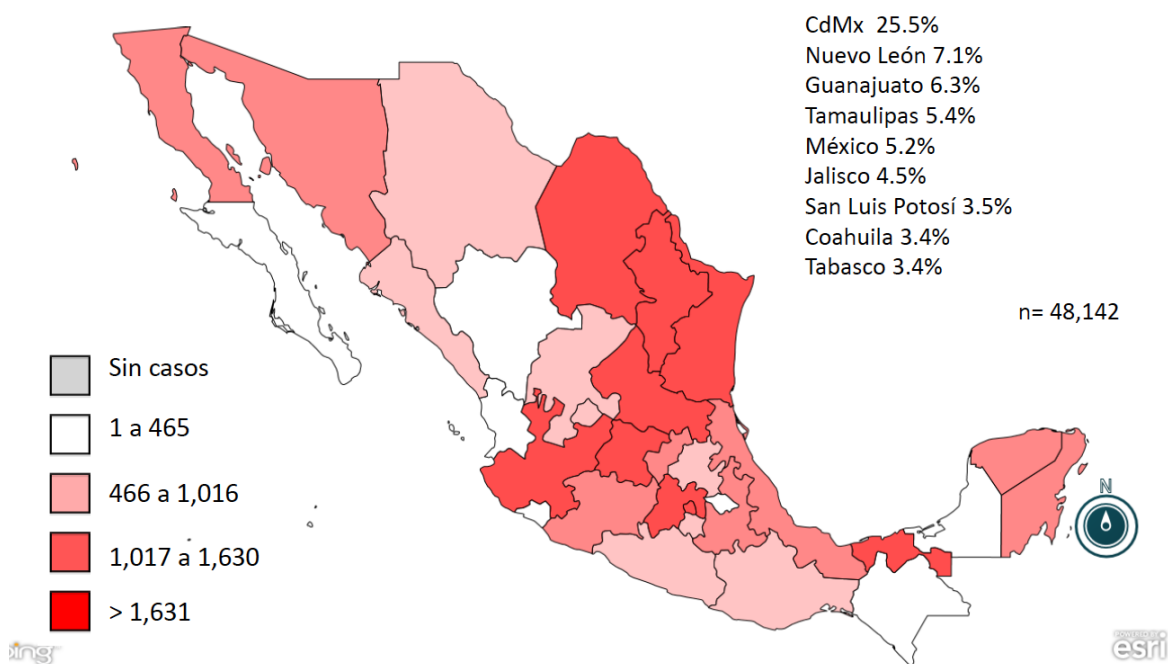 CdMx 25.5%
Nuevo León 7.1%
Guanajuato 6.3%
Tamaulipas 5.4%
México 5.2%
Jalisco 4.5%
San Luis Potosí 3.5%
Coahuila 3.4%
Tabasco 3.4%
n= 48,142
Sin casos
1 a 465
466 a 1,016
1,017 a 1,630
> 1,631
N
esri